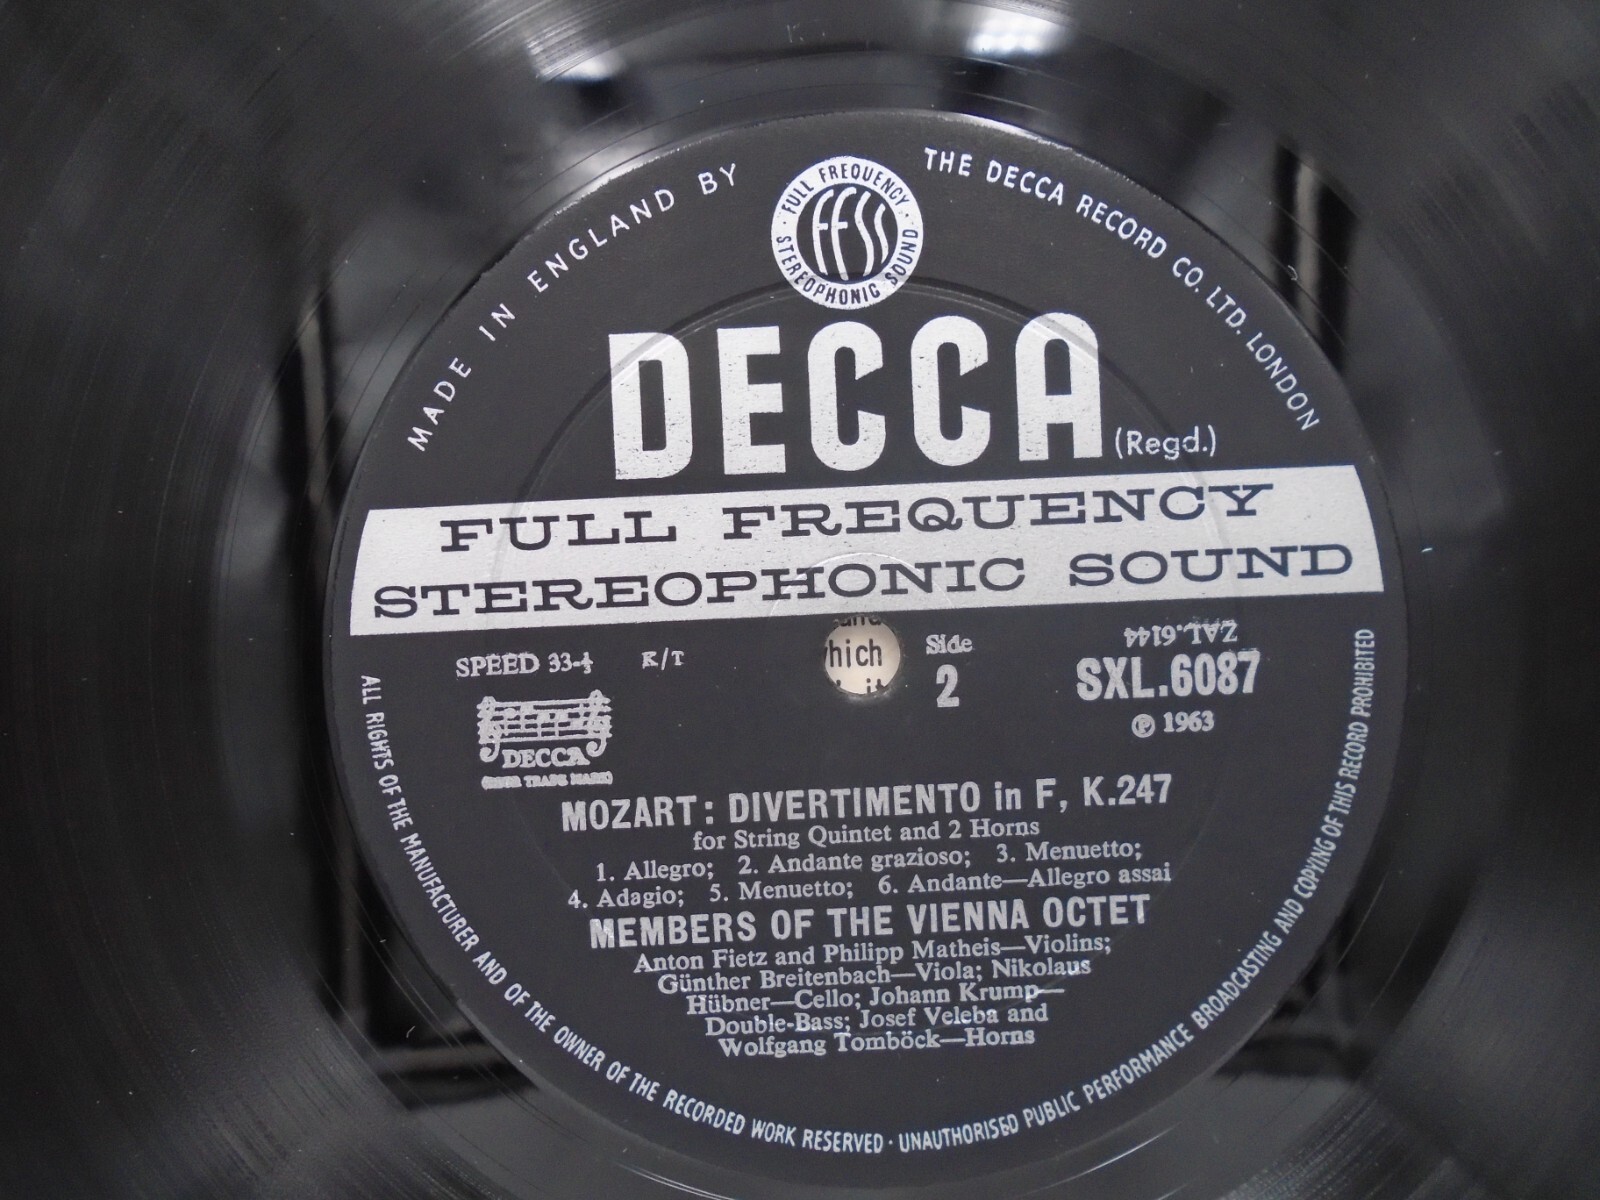 MADE IN ENGLAND BY
THE DECCA RECORD CO. LTD. LONDON
FULL FREQUENCY
FFSS
STEREOPHONIC SOUND
DECCA
(Regd.)
FULL FREQUENCY
STEREOPHONIC SOUND
SPEED 33-⅓
K/T
hich
Side
2
ZAL.6144
SXL.6087
℗ 1963
DECCA
MOZART: DIVERTIMENTO in F, K.247
for String Quintet and 2 Horns
1. Allegro; 2. Andante grazioso; 3. Menuetto;
4. Adagio; 5. Menuetto; 6. Andante—Allegro assai
MEMBERS OF THE VIENNA OCTET
Anton Fietz and Philipp Matheis—Violins;
Günther Breitenbach—Viola; Nikolaus
Hübner—Cello; Johann Krump—
Double-Bass; Josef Veleba and
Wolfgang Tomböck—Horns
ALL RIGHTS OF THE MANUFACTURER AND OF THE OWNER OF THE RECORDED WORK RESERVED · UNAUTHORISED PUBLIC PERFORMANCE BROADCASTING AND COPYING OF THIS RECORD PROHIBITED